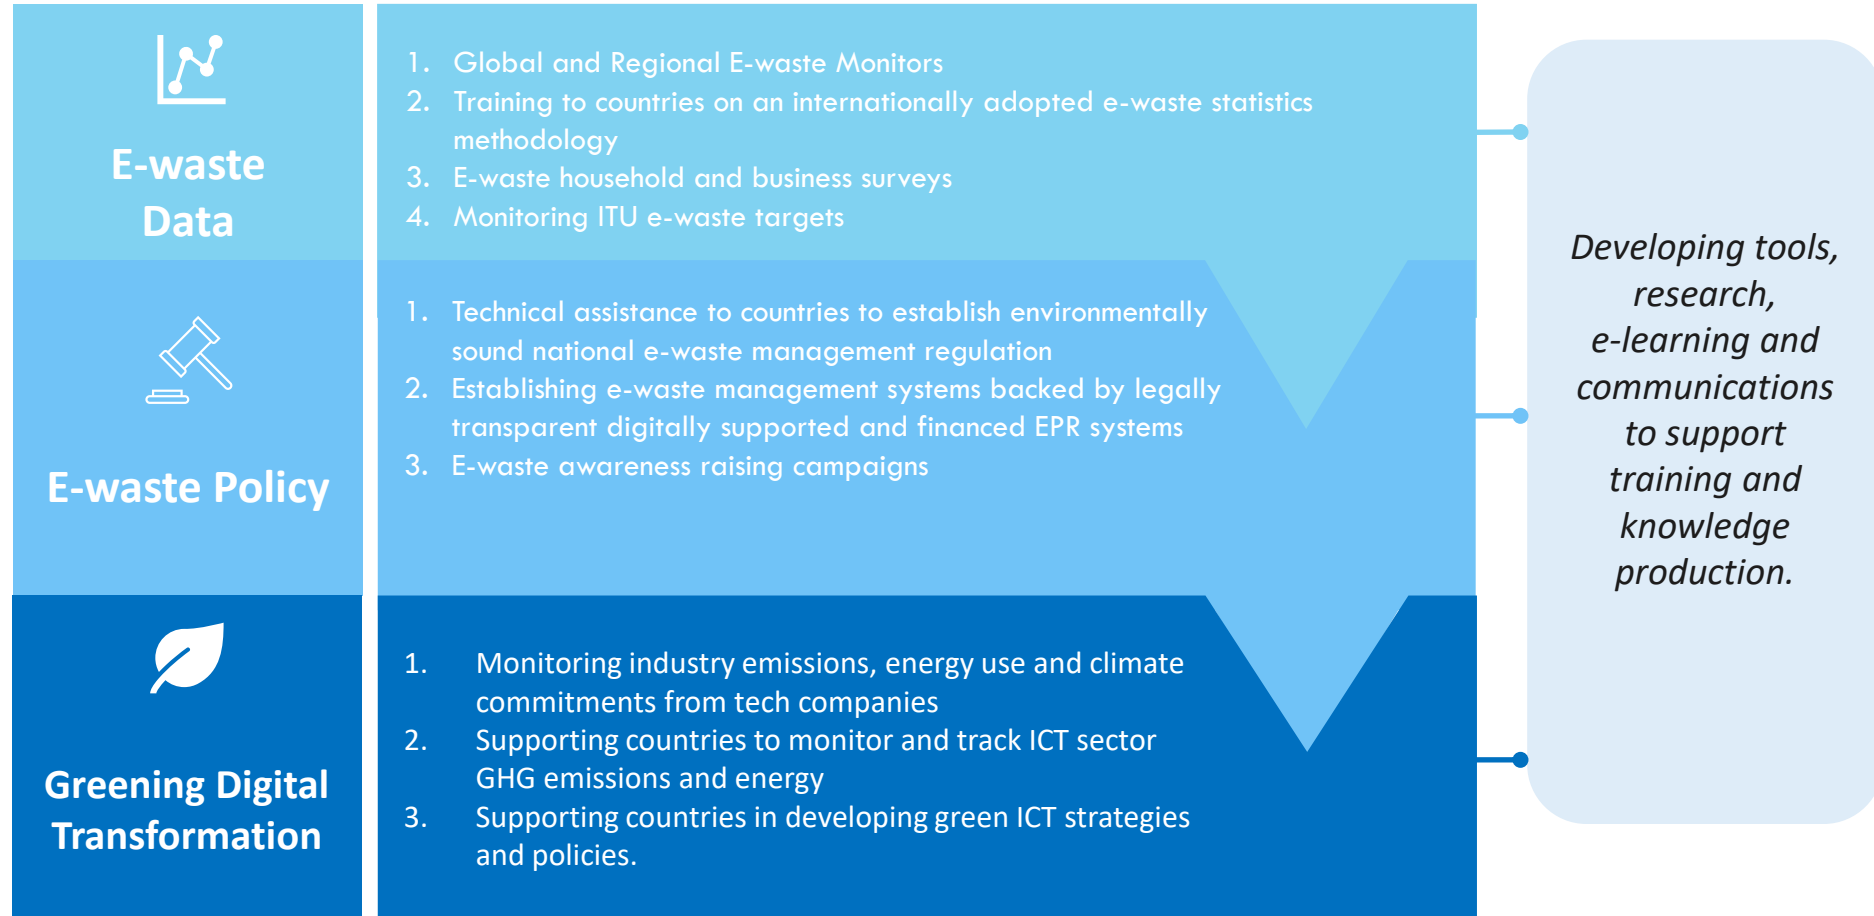 E-waste
Data
1. Global and Regional E-waste Monitors
2. Training to countries on an internationally adopted e-waste statistics
methodology
3. E-waste household and business surveys
4. Monitoring ITU e-waste targets
E-waste Policy
1. Technical assistance to countries to establish environmentally
sound national e-waste management regulation
2. Establishing e-waste management systems backed by legally
transparent digitally supported and financed EPR systems
3. E-waste awareness raising campaigns
Greening Digital
Transformation
1. Monitoring industry emissions, energy use and climate
commitments from tech companies
2. Supporting countries to monitor and track ICT sector
GHG emissions and energy
3. Supporting countries in developing green ICT strategies
and policies.
Developing tools,
research,
e-learning and
communications
to support
training and
knowledge
production.